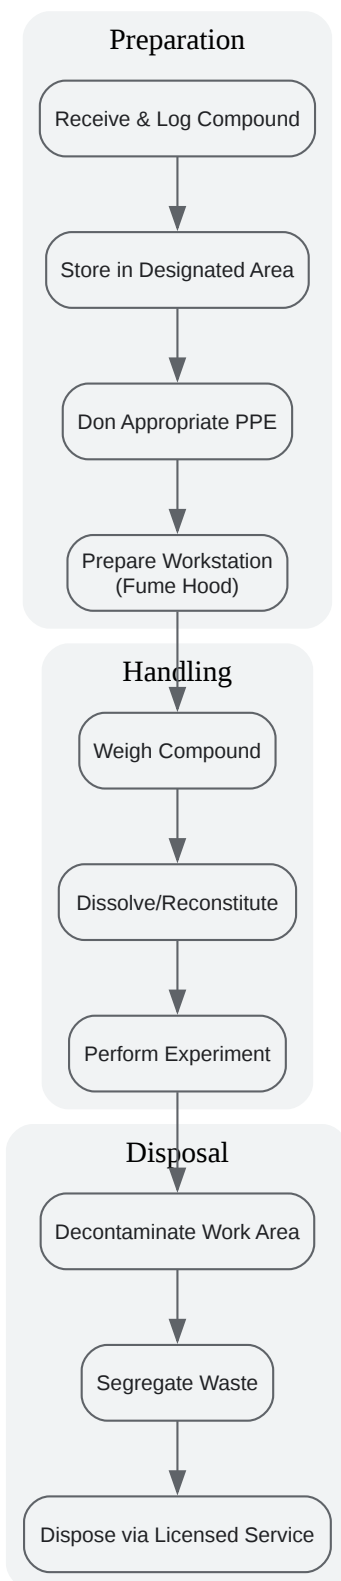 Preparation
Receive & Log Compound
Store in Designated Area
Don Appropriate PPE
Prepare Workstation
(Fume Hood)
Handling
Weigh Compound
Dissolve/Reconstitute
Perform Experiment
Disposal
Decontaminate Work Area
Segregate Waste
Dispose via Licensed Service